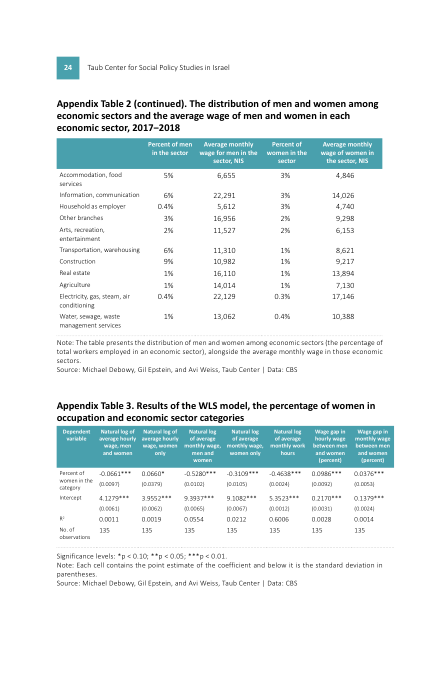 24 Taub Center for Social Policy Studies in Israel
Appendix Table 2 (continued). The distribution of men and women among
economic sectors and the average wage of men and women in each
economic sector, 2017–2018
Percent of men in the sector | Average monthly wage for men in the sector, NIS | Percent of women in the sector | Average monthly wage of women in the sector, NIS
Accommodation, food services 5% 6,655 3% 4,846
Information, communication 6% 22,291 3% 14,026
Household as employer 0.4% 5,612 3% 4,740
Other branches 3% 16,956 2% 9,298
Arts, recreation, entertainment 2% 11,527 2% 6,153
Transportation, warehousing 6% 11,310 1% 8,621
Construction 9% 10,982 1% 9,217
Real estate 1% 16,110 1% 13,894
Agriculture 1% 14,014 1% 7,130
Electricity, gas, steam, air conditioning 0.4% 22,129 0.3% 17,146
Water, sewage, waste management services 1% 13,062 0.4% 10,388
Note: The table presents the distribution of men and women among economic sectors (the percentage of
total workers employed in an economic sector), alongside the average monthly wage in those economic
sectors.
Source: Michael Debowy, Gil Epstein, and Avi Weiss, Taub Center | Data: CBS
Appendix Table 3. Results of the WLS model, the percentage of women in
occupation and economic sector categories
Dependent variable | Natural log of average hourly wage, men and women | Natural log of average hourly wage, women only | Natural log of average monthly wage, men and women | Natural log of average monthly wage, women only | Natural log of average monthly work hours | Wage gap in hourly wage between men and women (percent) | Wage gap in monthly wage between men and women (percent)
Percent of women in the category -0.0661*** 0.0660* -0.5280*** -0.3109*** -0.4638*** 0.0986*** 0.0376***
(0.0097) (0.0379) (0.0102) (0.0105) (0.0024) (0.0092) (0.0053)
Intercept 4.1279*** 3.9552*** 9.3937*** 9.1082*** 5.3523*** 0.2170*** 0.1379***
(0.0061) (0.0062) (0.0065) (0.0067) (0.0012) (0.0031) (0.0024)
R² 0.0011 0.0019 0.0554 0.0212 0.6006 0.0028 0.0014
No. of observations 135 135 135 135 135 135 135
Significance levels: *p < 0.10; **p < 0.05; ***p < 0.01.
Note: Each cell contains the point estimate of the coefficient and below it is the standard deviation in
parentheses.
Source: Michael Debowy, Gil Epstein, and Avi Weiss, Taub Center | Data: CBS